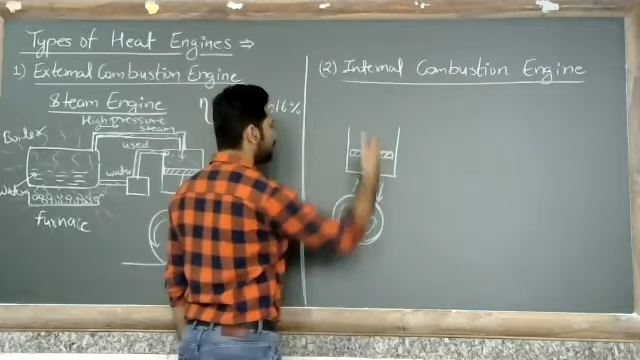 Types of Heat Engines ⇒
1) External Combustion Engine
Steam Engine
η
16%
High pressure
steam
Boiler
used
water
Water
furnace
(2) Internal Combustion Engine